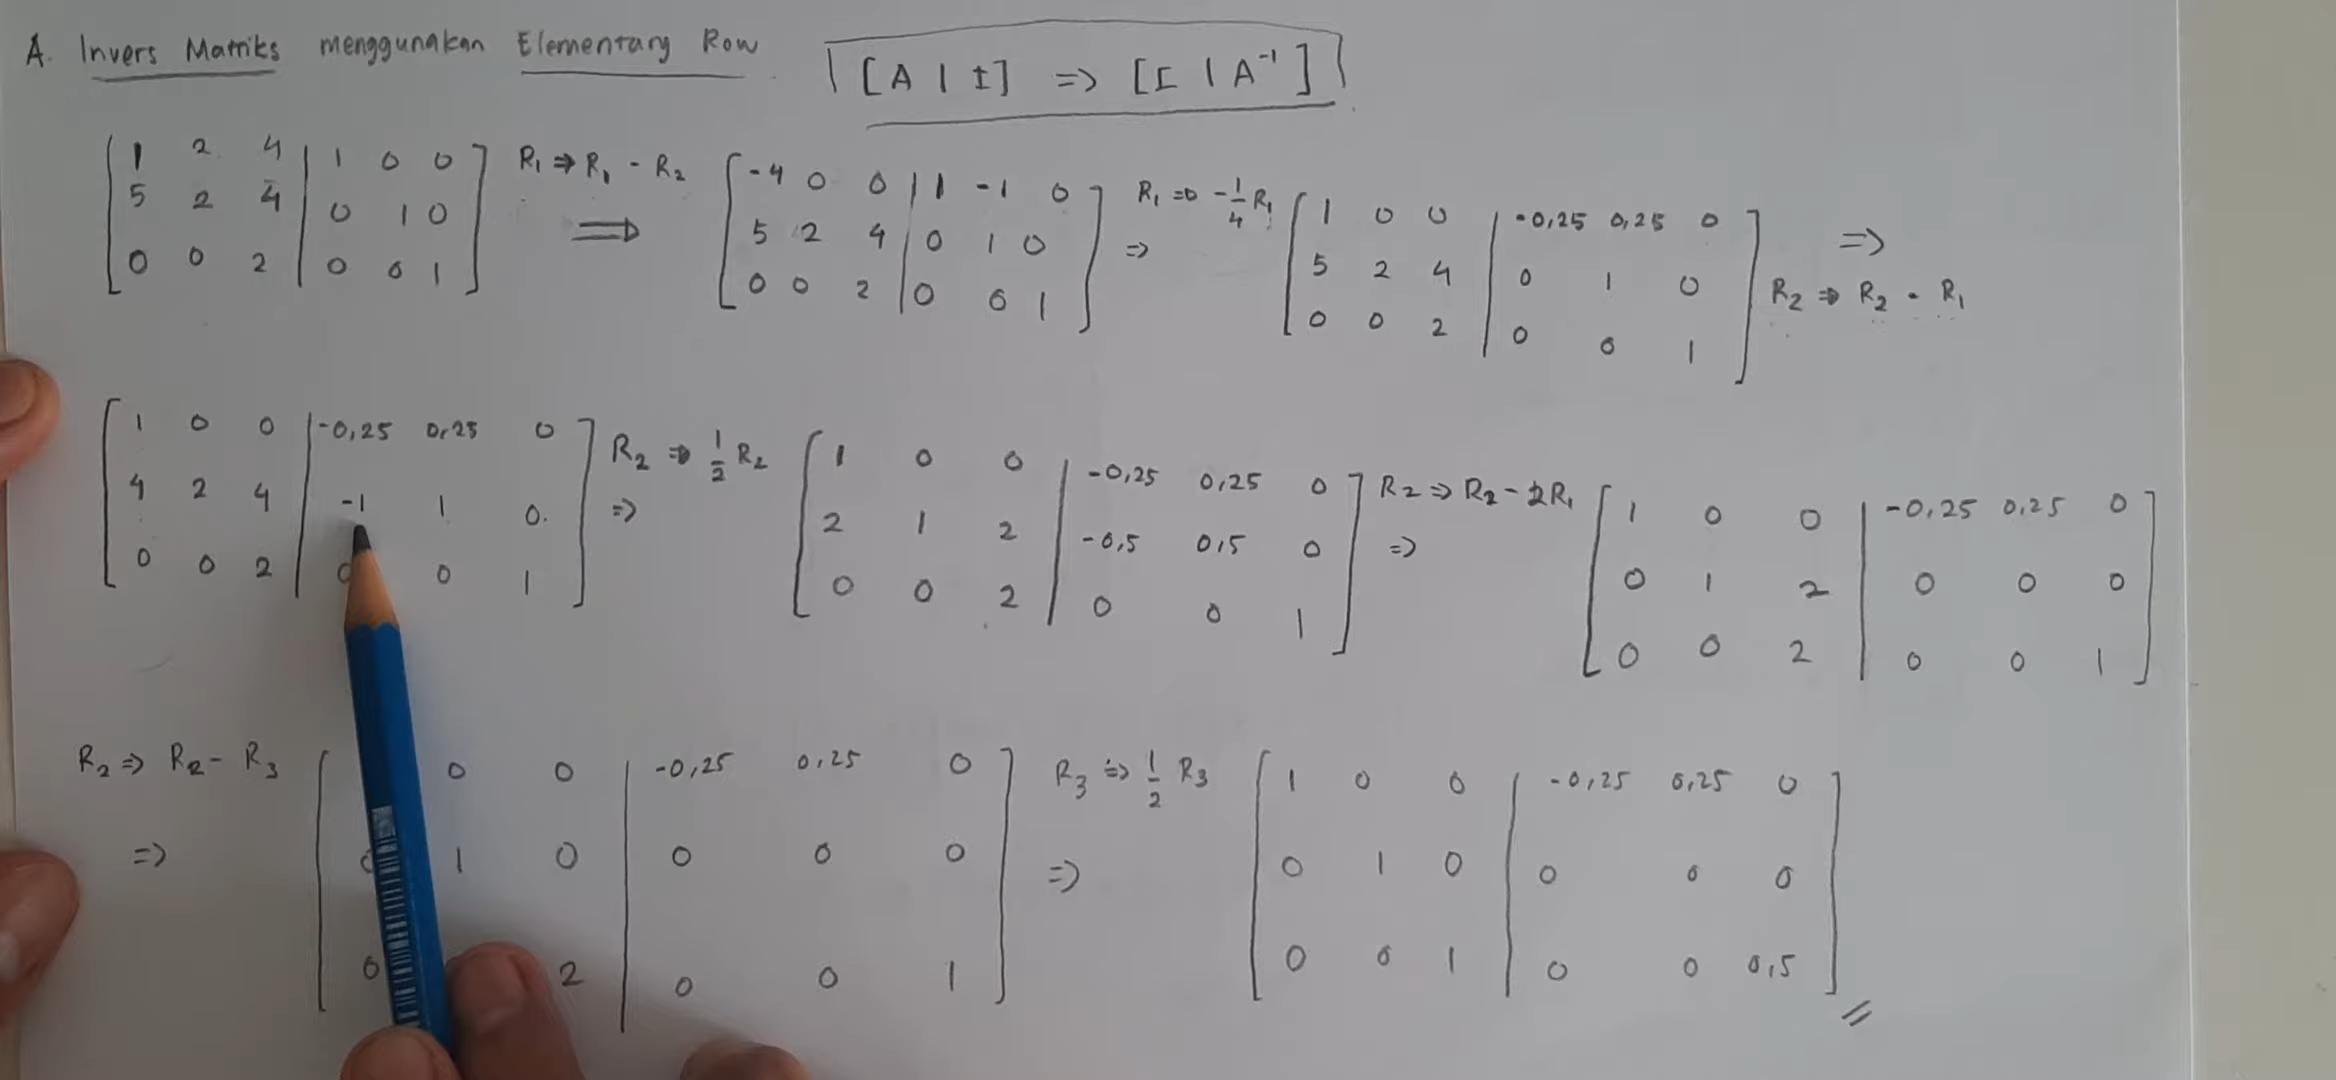 A. Invers Matriks menggunakan Elementary Row [A | I] => [I | A⁻¹]
[1 2 4 | 1 0 0] R₁ => R₁ - R₂ [-4 0 0 | 1 -1 0] R₁ => -1/4 R₁ [1 0 0 | -0,25 0,25 0] =>
[5 2 4 | 0 1 0] => [5 2 4 | 0 1 0] => [5 2 4 | 0 1 0] R₂ => R₂ - R₁
[0 0 2 | 0 0 1] [0 0 2 | 0 0 1] [0 0 2 | 0 0 1]
[1 0 0 | -0,25 0,25 0] R₂ => 1/2 R₂ [1 0 0 | -0,25 0,25 0] R₂ => R₂ - 2R₁ [1 0 0 | -0,25 0,25 0]
[4 2 4 | -1 1 0.] => [2 1 2 | -0,5 0,5 0] => [0 1 2 | 0 0 0]
[0 0 2 | 0 1] [0 0 2 | 0 0 1] [0 0 2 | 0 0 1]
R₂ => R₂ - R₃ [0 0 | -0,25 0,25 0] R₃ => 1/2 R₃ [1 0 0 | -0,25 0,25 0]
=> [1 0 | 0 0 0] => [0 1 0 | 0 0 0]
[0 2 | 0 0 1] [0 0 1 | 0 0 0,5] //